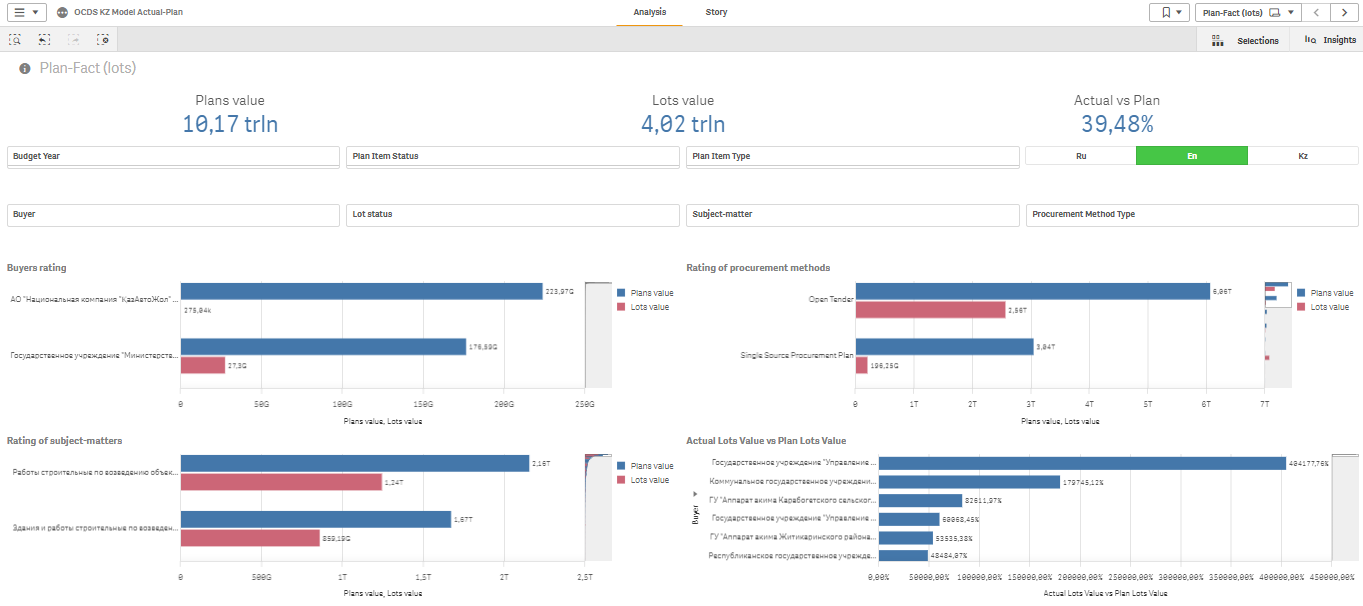 OCDS KZ Model Actual-Plan
Analysis
Story
Plan-Fact (lots)
Selections
Insights
Plan-Fact (lots)
Plans value
10,17 trln
Lots value
4,02 trln
Actual vs Plan
39,48%
Budget Year
Plan Item Status
Plan Item Type
Ru
En
Kz
Buyer
Lot status
Subject-matter
Procurement Method Type
Buyers rating
АО "Национальная компания "ҚазАвтоЖол" ...
223,97G
275,04k
Государственное учреждение "Министерств...
176,59G
27,3G
0 50G 100G 150G 200G 250G
Plans value, Lots value
Plans value
Lots value
Rating of procurement methods
Open Tender
6,06T
2,56T
Single Source Procurement Plan
3,04T
196,25G
0 1T 2T 3T 4T 5T 6T 7T
Plans value, Lots value
Plans value
Lots value
Rating of subject-matters
Работы строительные по возведению объек...
2,16T
1,24T
Здания и работы строительные по возведен...
1,67T
859,19G
0 500G 1T 1,5T 2T 2,5T
Plans value, Lots value
Plans value
Lots value
Actual Lots Value vs Plan Lots Value
Buyer
Государственное учреждение "Управление ...
404177,76%
Коммунальное государственное учреждени...
179745,12%
ГУ "Аппарат акима Карабогетского сельског...
82611,97%
Государственное учреждение "Управление ...
60068,45%
ГУ "Аппарат акима Житикаринского района...
53535,38%
Республиканское государственное учрежде...
48484,07%
0,00% 50000,00% 100000,00% 150000,00% 200000,00% 250000,00% 300000,00% 350000,00% 400000,00% 450000,00%
Actual Lots Value vs Plan Lots Value